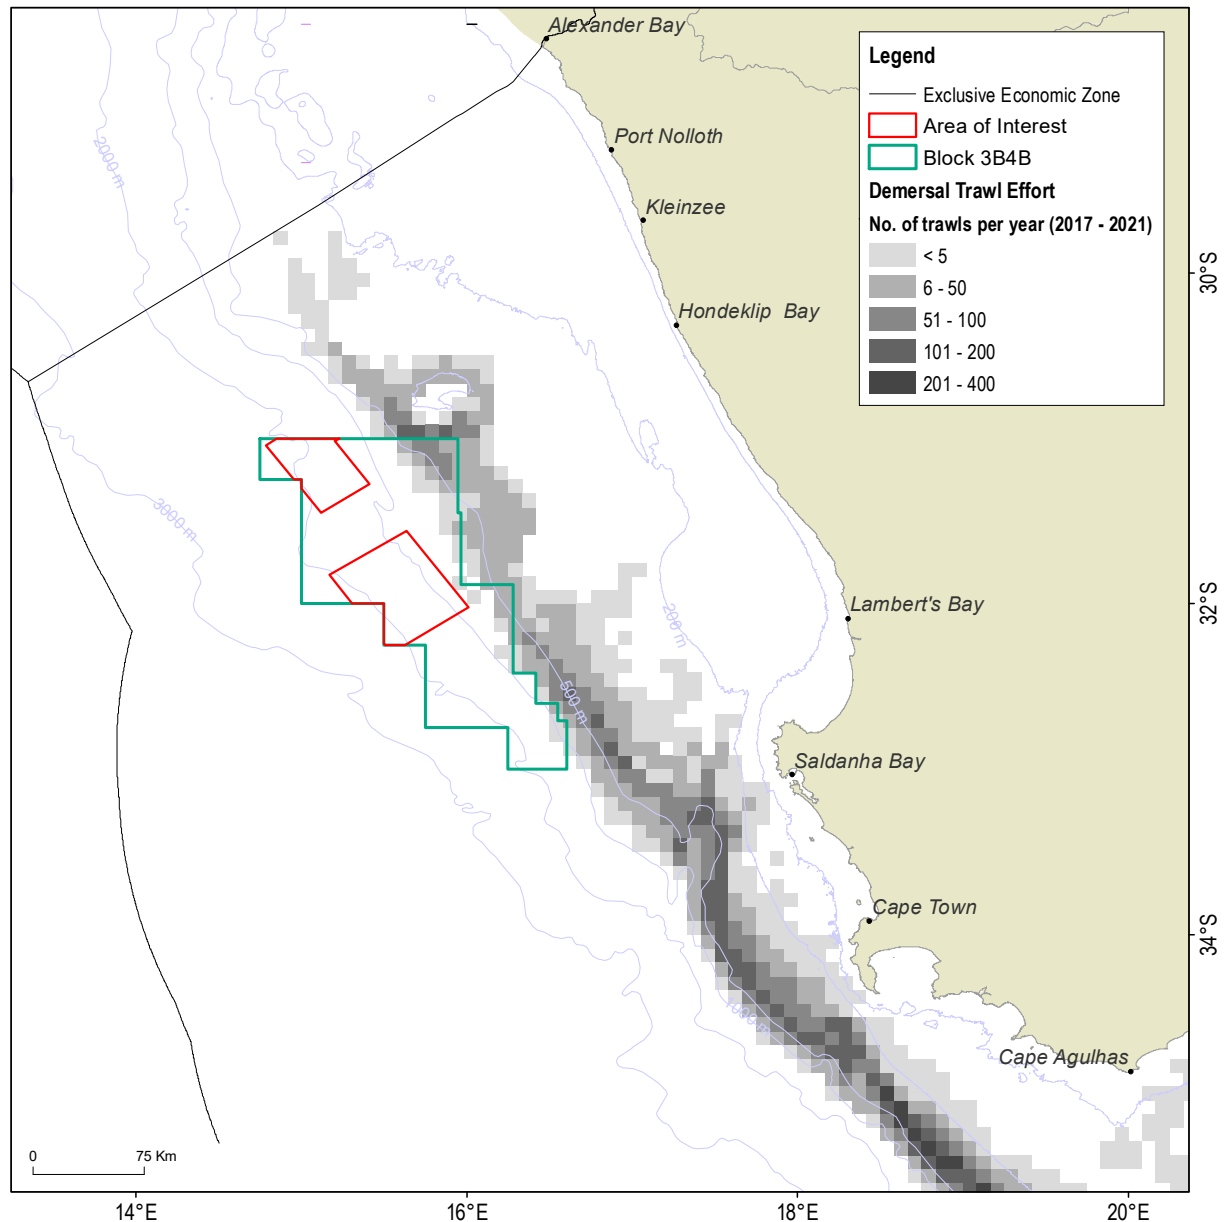 Alexander Bay
Legend
Exclusive Economic Zone
Area of Interest
Block 3B4B
Demersal Trawl Effort
No. of trawls per year (2017 - 2021)
< 5
6 - 50
51 - 100
101 - 200
201 - 400
Port Nolloth
2000 m
Kleinzee
30°S
Hondeklip Bay
3000 m
Lambert's Bay
32°S
200 m
500 m
Saldanha Bay
Cape Town
34°S
1000 m
Cape Agulhas
0 75 Km
14°E 16°E 18°E 20°E